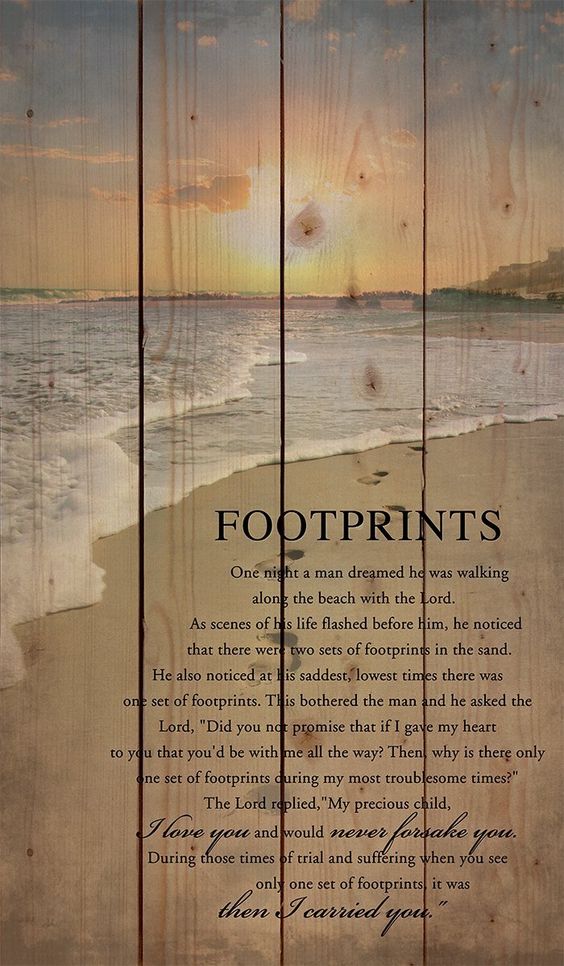 FOOTPRINTS
One night a man dreamed he was walking
along the beach with the Lord.
As scenes of his life flashed before him, he noticed
that there were two sets of footprints in the sand.
He also noticed at his saddest, lowest times there was
one set of footprints. This bothered the man and he asked the
Lord, "Did you not promise that if I gave my heart
to you that you'd be with me all the way? Then, why is there only
one set of footprints during my most troublesome times?"
The Lord replied,"My precious child,
I love you and would never forsake you.
During those times of trial and suffering when you see
only one set of footprints, it was
then I carried you."